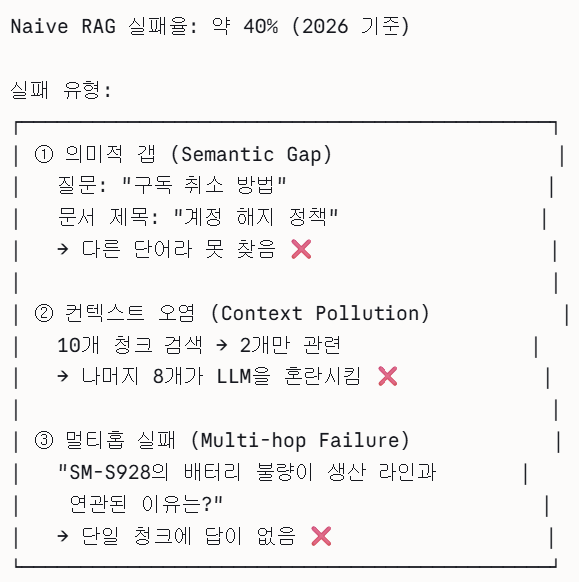 Naive RAG 실패율: 약 40% (2026 기준)
실패 유형:
① 의미적 갭 (Semantic Gap)
질문: "구독 취소 방법"
문서 제목: "계정 해지 정책"
→ 다른 단어라 못 찾음 ❌
② 컨텍스트 오염 (Context Pollution)
10개 청크 검색 → 2개만 관련
→ 나머지 8개가 LLM을 혼란시킴 ❌
③ 멀티홉 실패 (Multi-hop Failure)
"SM-S928의 배터리 불량이 생산 라인과
연관된 이유는?"
→ 단일 청크에 답이 없음 ❌